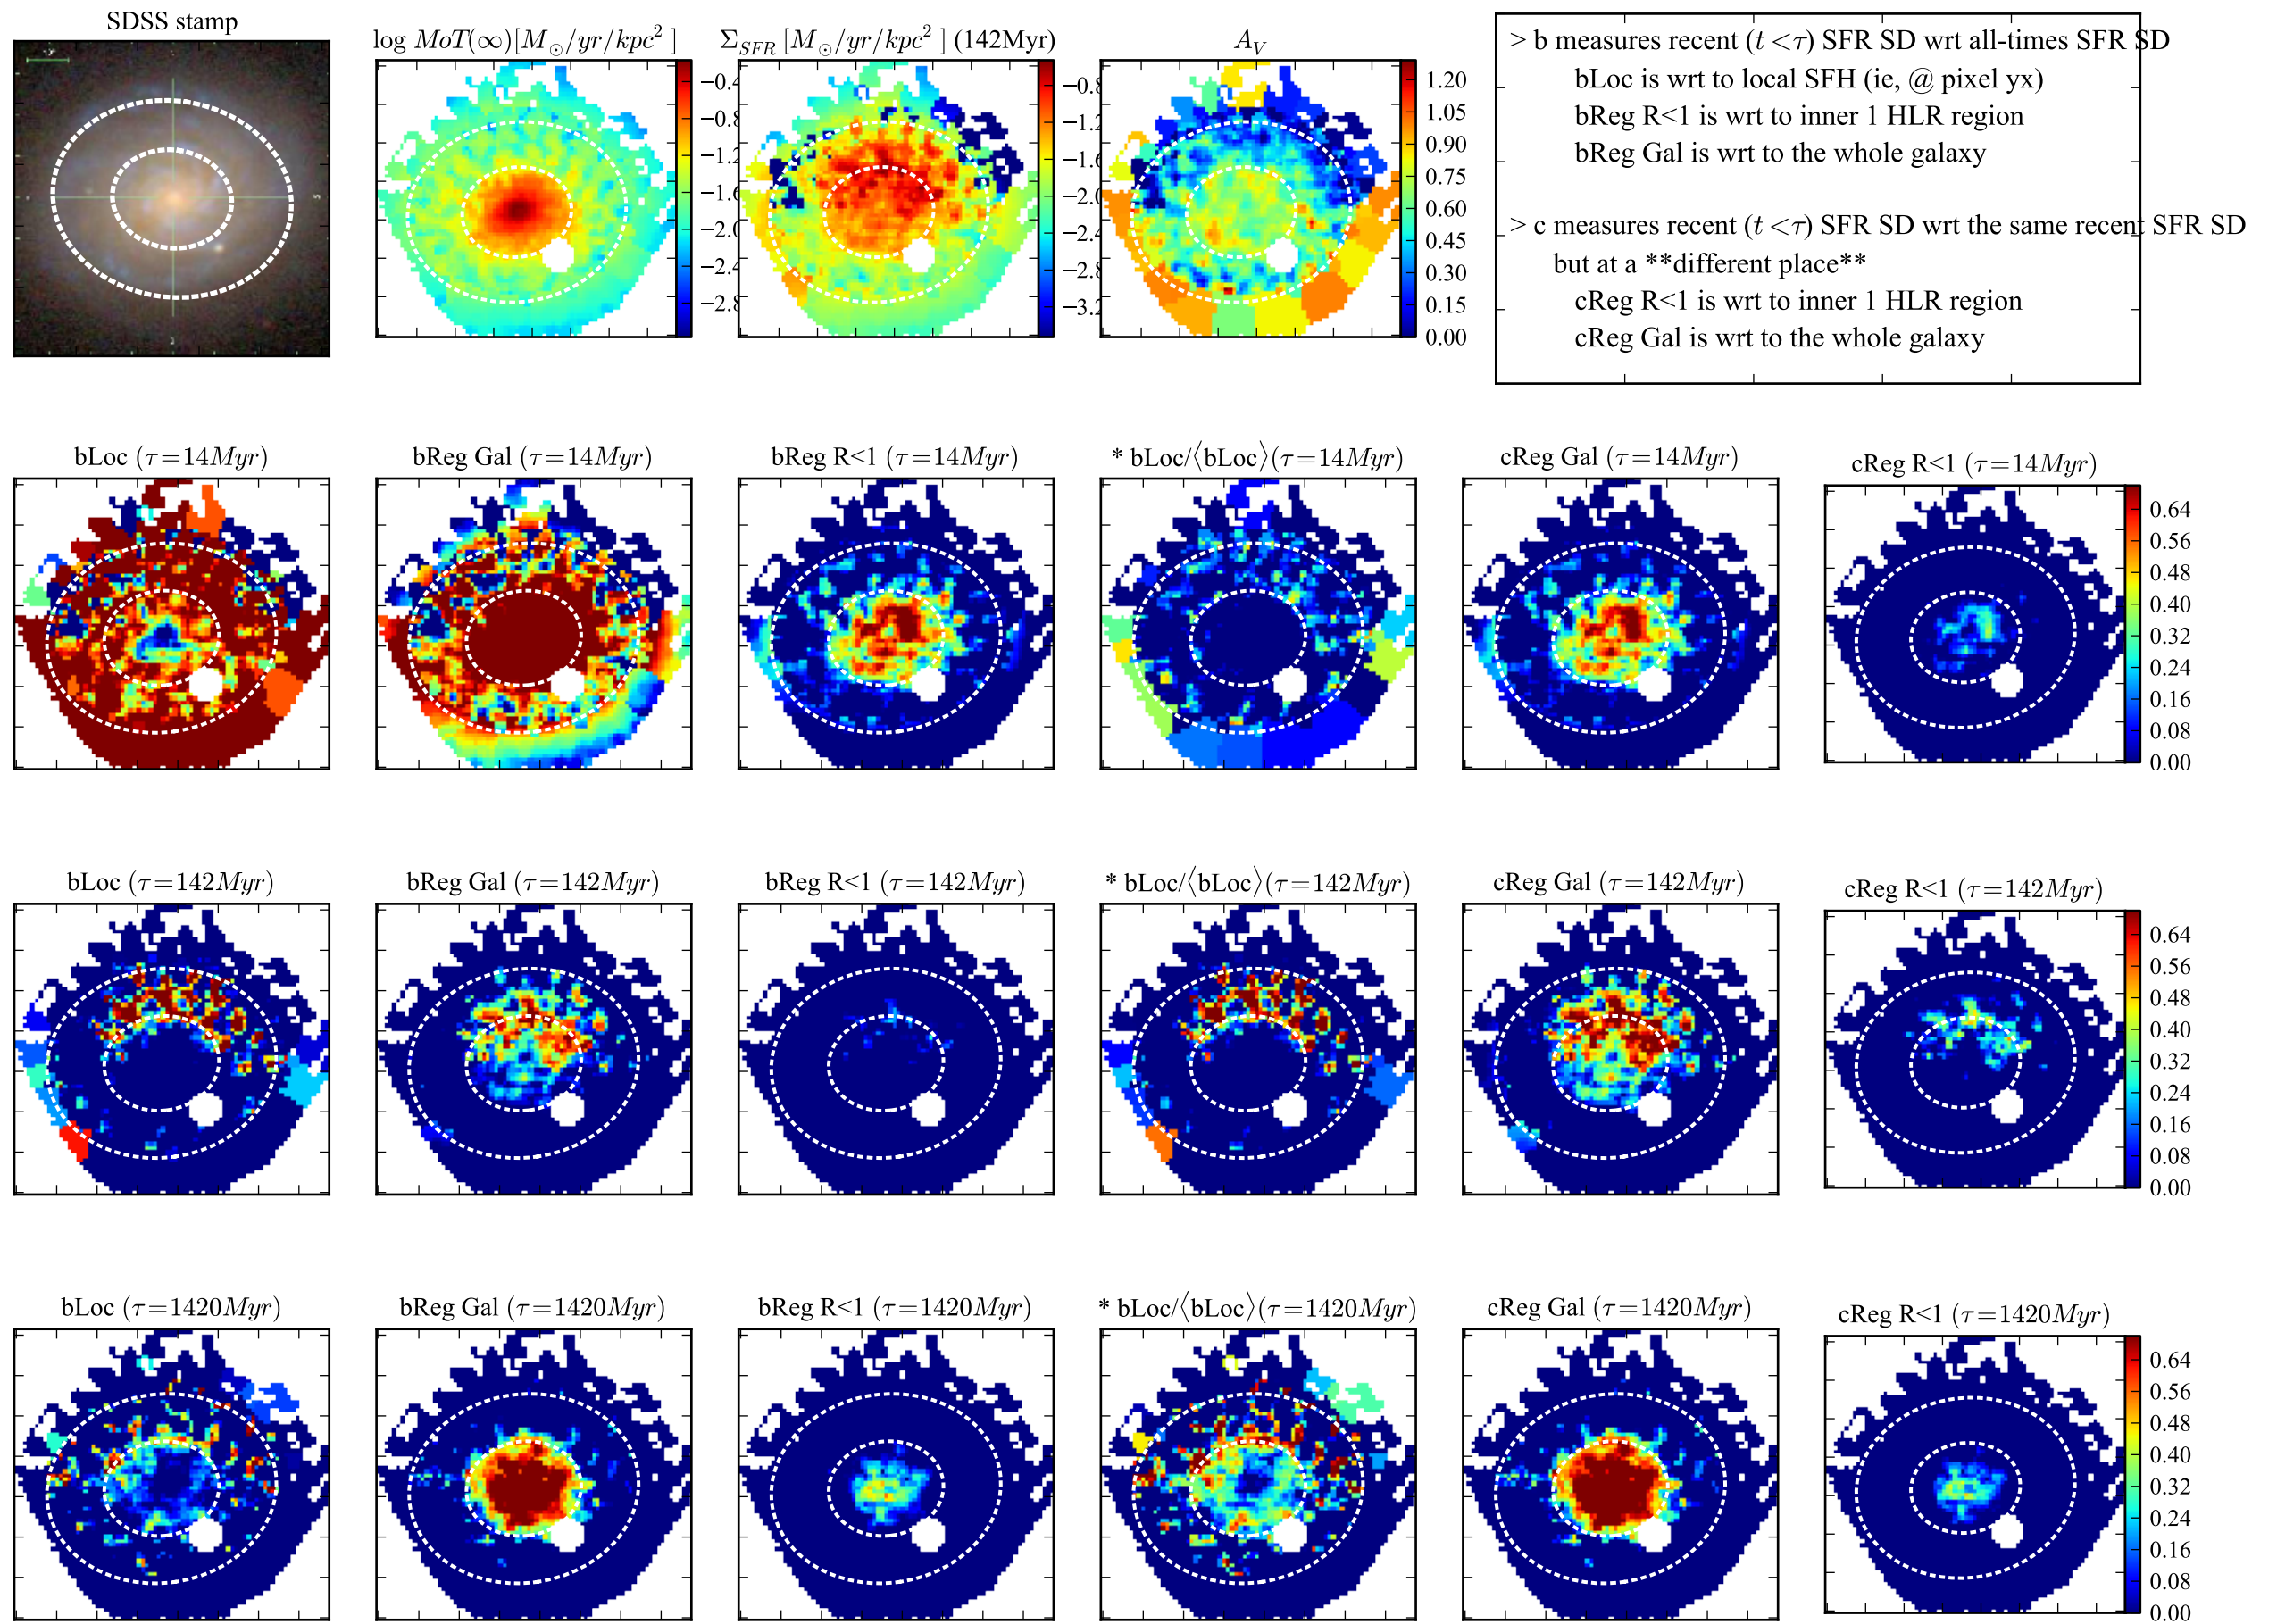 SDSS stamp
log MoT(∞)[M⊙/yr/kpc² ]
Σ_SFR [M⊙/yr/kpc² ] (142Myr)
A_V
−0.4
−0.8
−1.2
−1.6
−2.0
−2.4
−2.8
−0.8
−1.2
−1.6
−2.0
−2.4
−2.8
−3.2
1.20
1.05
0.90
0.75
0.60
0.45
0.30
0.15
0.00
> b measures recent (t <τ) SFR SD wrt all-times SFR SD
bLoc is wrt to local SFH (ie, @ pixel yx)
bReg R<1 is wrt to inner 1 HLR region
bReg Gal is wrt to the whole galaxy
> c measures recent (t <τ) SFR SD wrt the same recent SFR SD
but at a **different place**
cReg R<1 is wrt to inner 1 HLR region
cReg Gal is wrt to the whole galaxy
bLoc (τ=14Myr)
bReg Gal (τ=14Myr)
bReg R<1 (τ=14Myr)
* bLoc/⟨bLoc⟩(τ=14Myr)
cReg Gal (τ=14Myr)
cReg R<1 (τ=14Myr)
0.64
0.56
0.48
0.40
0.32
0.24
0.16
0.08
0.00
bLoc (τ=142Myr)
bReg Gal (τ=142Myr)
bReg R<1 (τ=142Myr)
* bLoc/⟨bLoc⟩(τ=142Myr)
cReg Gal (τ=142Myr)
cReg R<1 (τ=142Myr)
0.64
0.56
0.48
0.40
0.32
0.24
0.16
0.08
0.00
bLoc (τ=1420Myr)
bReg Gal (τ=1420Myr)
bReg R<1 (τ=1420Myr)
* bLoc/⟨bLoc⟩(τ=1420Myr)
cReg Gal (τ=1420Myr)
cReg R<1 (τ=1420Myr)
0.64
0.56
0.48
0.40
0.32
0.24
0.16
0.08
0.00